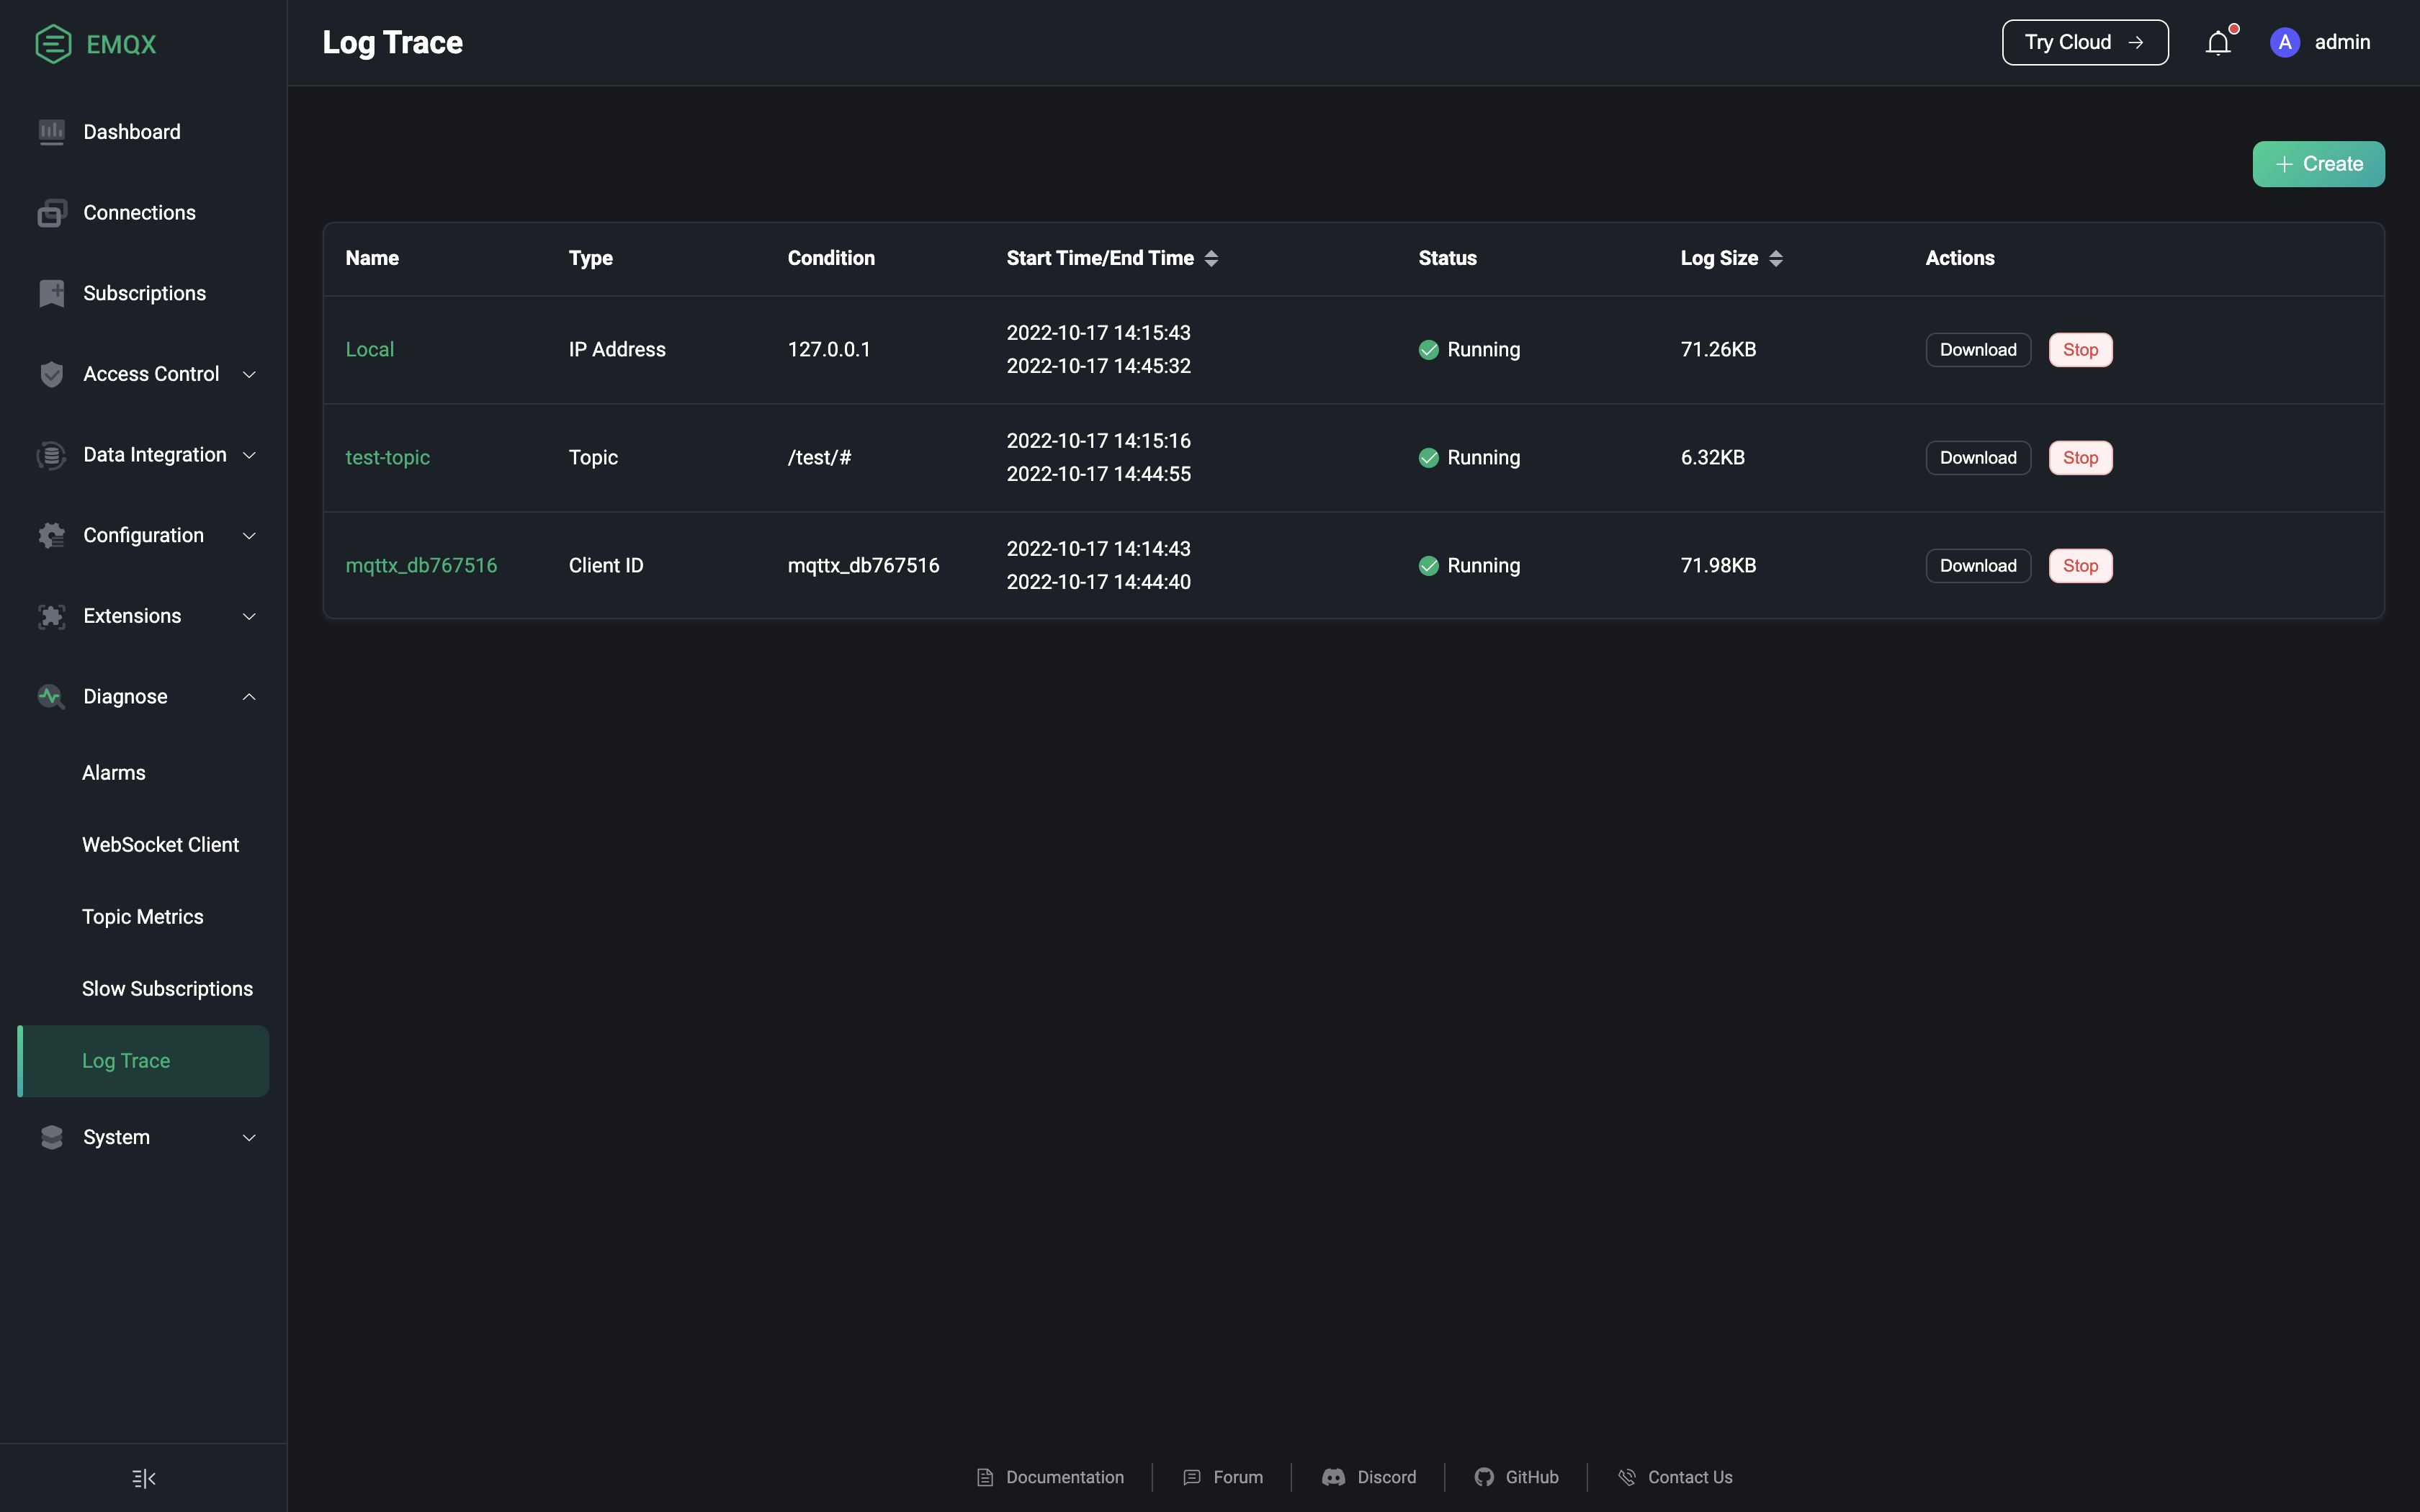 EMQX
Dashboard
Connections
Subscriptions
Access Control
Data Integration
Configuration
Extensions
Diagnose
Alarms
WebSocket Client
Topic Metrics
Slow Subscriptions
Log Trace
System
Log Trace
Try Cloud
A admin
Create
Name Type Condition Start Time/End Time Status Log Size Actions
Local IP Address 127.0.0.1 2022-10-17 14:15:43
2022-10-17 14:45:32 Running 71.26KB Download Stop
test-topic Topic /test/# 2022-10-17 14:15:16
2022-10-17 14:44:55 Running 6.32KB Download Stop
mqttx_db767516 Client ID mqttx_db767516 2022-10-17 14:14:43
2022-10-17 14:44:40 Running 71.98KB Download Stop
Documentation Forum Discord GitHub Contact Us